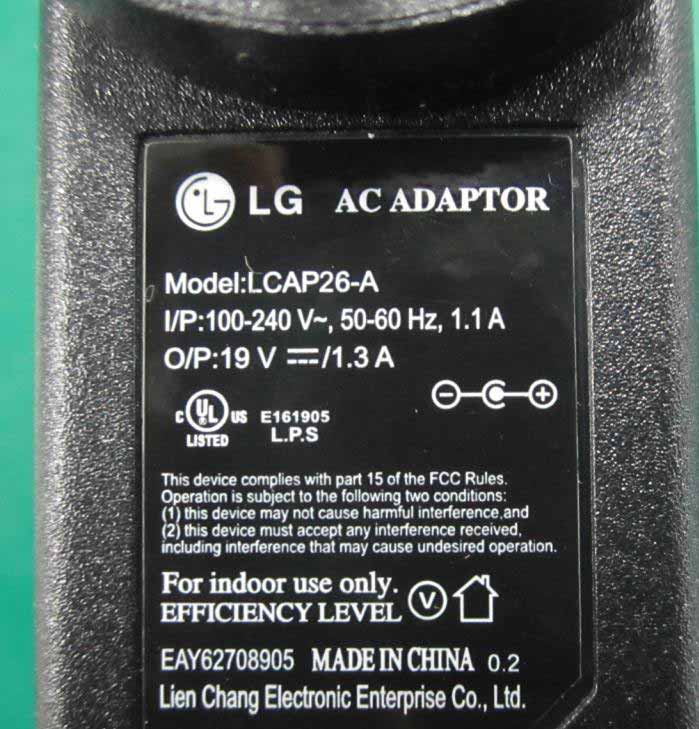 LG AC ADAPTOR
Model:LCAP26-A
I/P:100-240 V~, 50-60 Hz, 1.1 A
O/P:19 V ⎓/1.3 A
c UL US E161905
LISTED L.P.S
This device complies with part 15 of the FCC Rules.
Operation is subject to the following two conditions:
(1) this device may not cause harmful interference,and
(2) this device must accept any interference received,
including interference that may cause undesired operation.
For indoor use only.
EFFICIENCY LEVEL V
EAY62708905 MADE IN CHINA 0.2
Lien Chang Electronic Enterprise Co., Ltd.